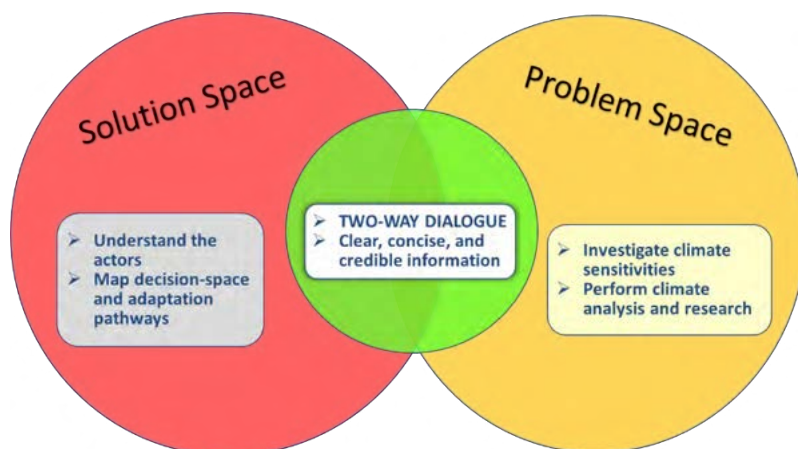 Solution Space
Problem Space
➢ Understand the
actors
➢ Map decision-space
and adaptation
pathways
➢ TWO-WAY DIALOGUE
➢ Clear, concise, and
credible information
➢ Investigate climate
sensitivities
➢ Perform climate
analysis and research